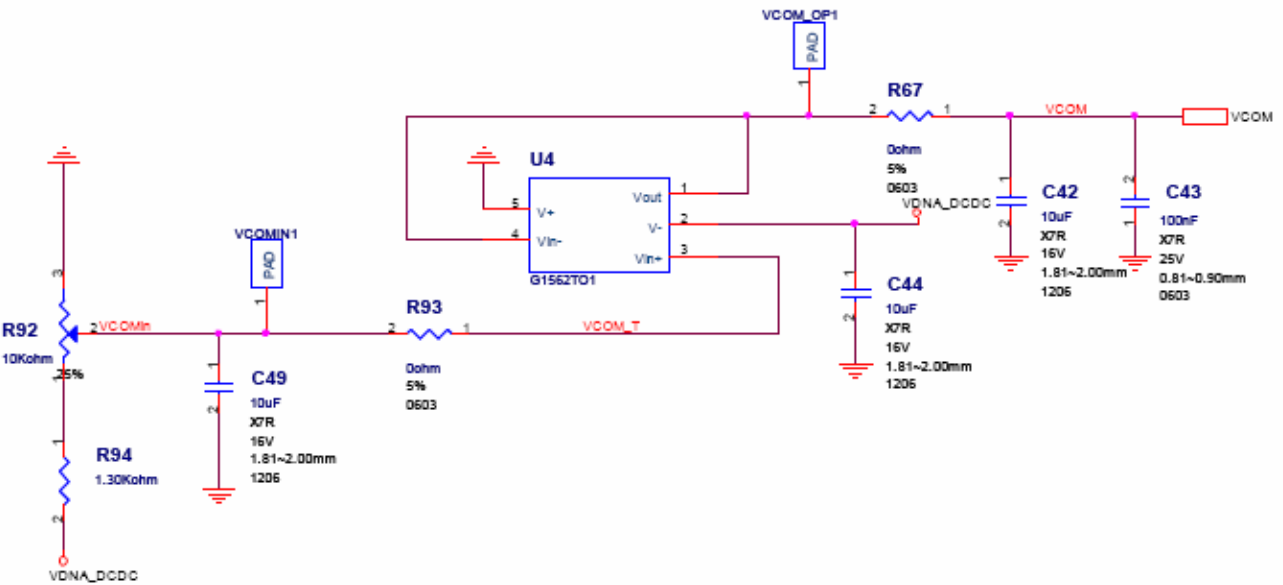 VCOM_OP1
PAD
1
R67
2
1
VCOM
VCOM
0ohm
5%
0603
U4
Vout
1
5
V+
V-
2
4
Vin-
Vin+
3
G1562TO1
VDNA_DCDC
1
C42
2
10uF
X7R
16V
1.81~2.00mm
1206
2
C43
1
100nF
X7R
25V
0.81~0.90mm
0603
VCOMIN1
PAD
1
1
C44
2
10uF
X7R
16V
1.81~2.00mm
1206
3
R92
2
VCOMin
10Kohm
25%
1
R93
2
1
VCOM_T
0ohm
5%
0603
1
C49
2
10uF
X7R
16V
1.81~2.00mm
1206
1
R94
1.30Kohm
2
VDNA_DCDC